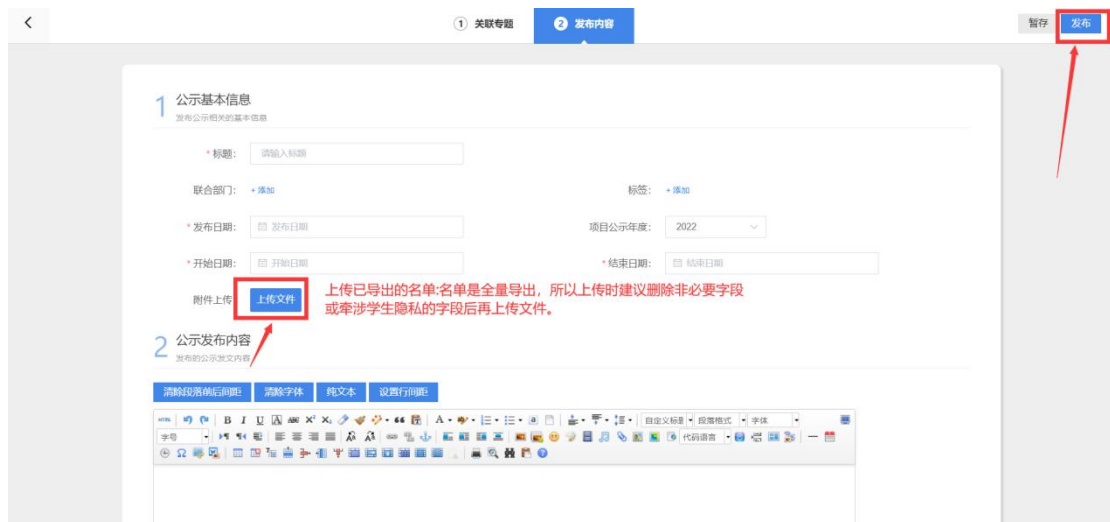 1 关联专题
2 发布内容
暂存
发布
1 公示基本信息
发布公示相关的基本信息
* 标题： 请输入标题
联合部门： + 添加
标签： + 添加
* 发布日期： 发布日期
项目公示年度： 2022
* 开始日期： 开始日期
* 结束日期： 结束日期
附件上传 上传文件
上传已导出的名单:名单是全量导出，所以上传时建议删除非必要字段
或牵涉学生隐私的字段后再上传文件。
2 公示发布内容
发布的公示发文内容
清除段落前后间距 清除字体 纯文本 设置行间距
HTML B I U A ABC X² X₂ 66 A a 自定义标题 段落格式 字体
字号 代码语言
Ω